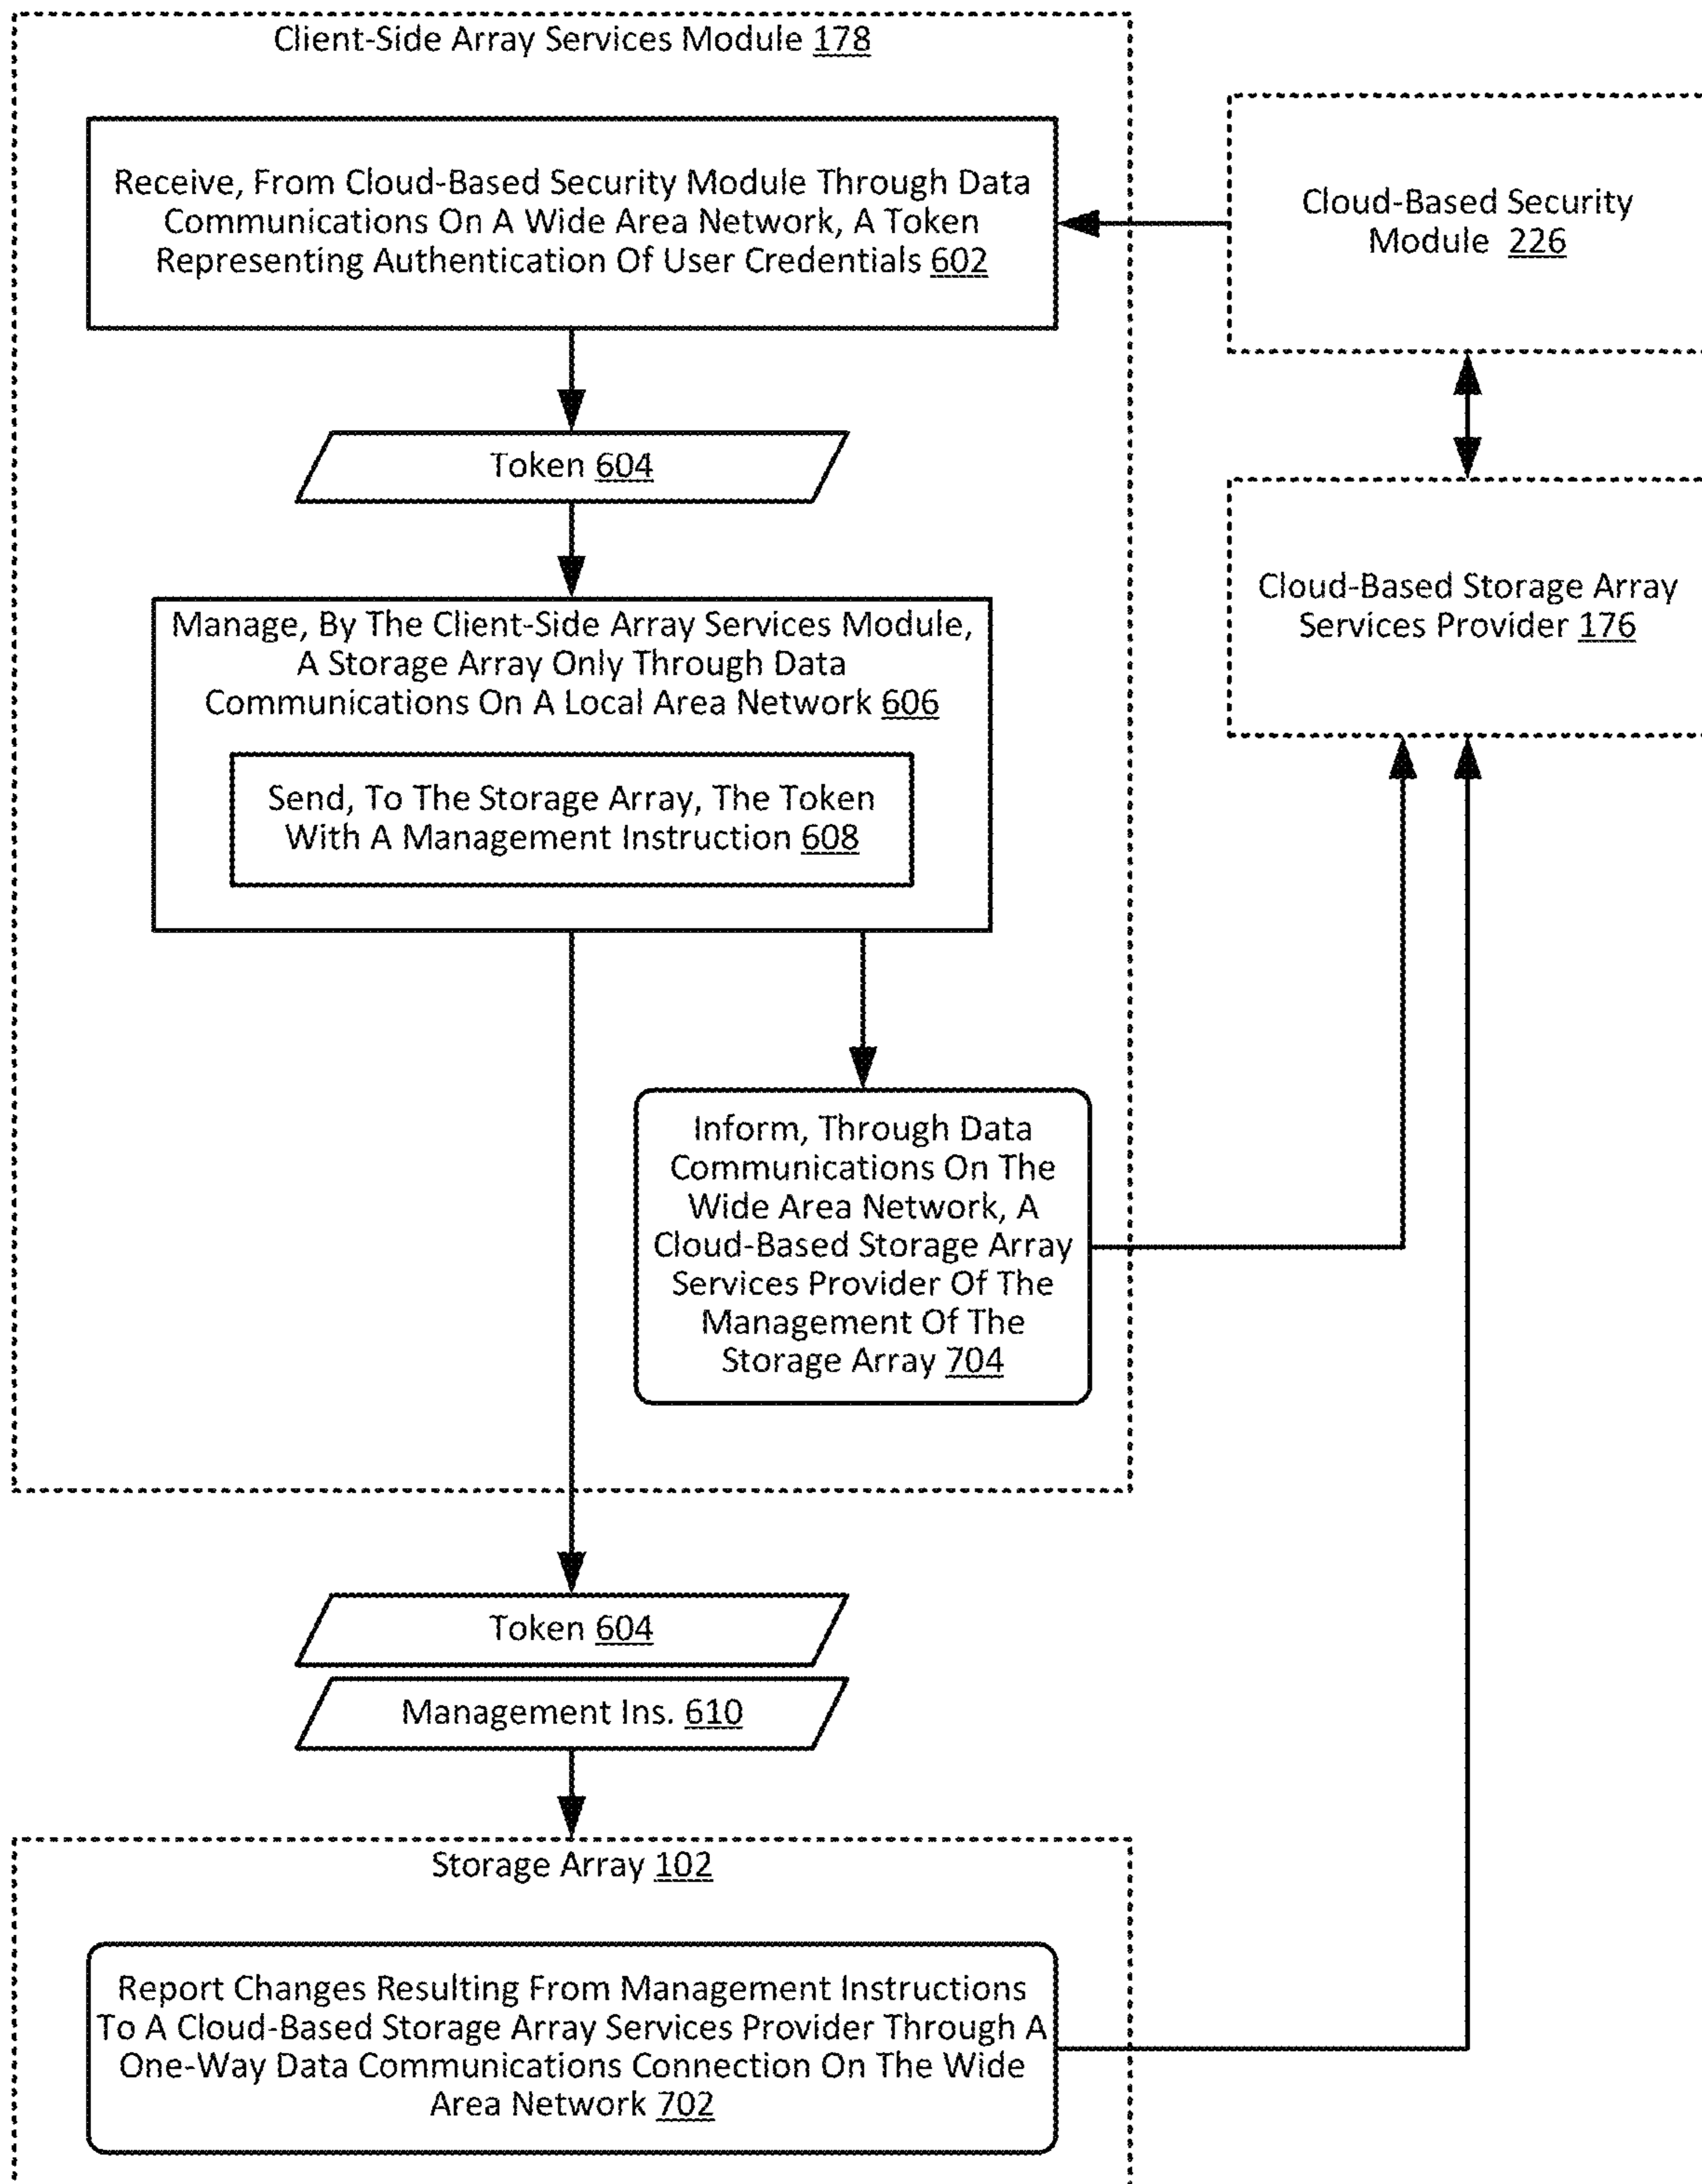 Client-Side Array Services Module 178
Receive, From Cloud-Based Security Module Through Data
Communications On A Wide Area Network, A Token
Representing Authentication Of User Credentials 602
Cloud-Based Security
Module 226
Token 604
Cloud-Based Storage Array
Services Provider 176
Manage, By The Client-Side Array Services Module,
A Storage Array Only Through Data
Communications On A Local Area Network 606
Send, To The Storage Array, The Token
With A Management Instruction 608
Inform, Through Data
Communications On The
Wide Area Network, A
Cloud-Based Storage Array
Services Provider Of The
Management Of The
Storage Array 704
Token 604
Management Ins. 610
Storage Array 102
Report Changes Resulting From Management Instructions
To A Cloud-Based Storage Array Services Provider Through A
One-Way Data Communications Connection On The Wide
Area Network 702